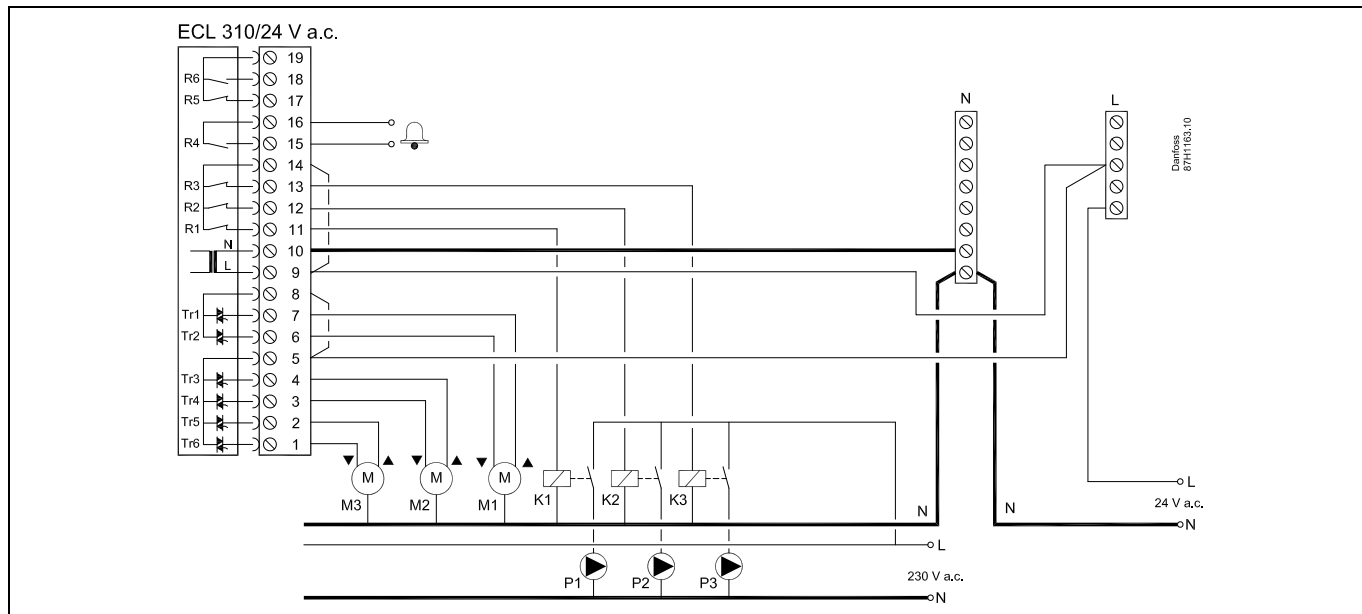 ECL 310/24 V a.c.
19
R6 18
R5 17
16
R4 15
14
R3 13
R2 12
R1 11
N 10
L 9
8
Tr1 7
Tr2 6
5
Tr3 4
Tr4 3
Tr5 2
Tr6 1
N
L
Danfoss
87H1163.10
M M M
M3 M2 M1 K1 K2 K3
N N
L
24 V a.c.
N
L
P1 P2 P3
230 V a.c.
N